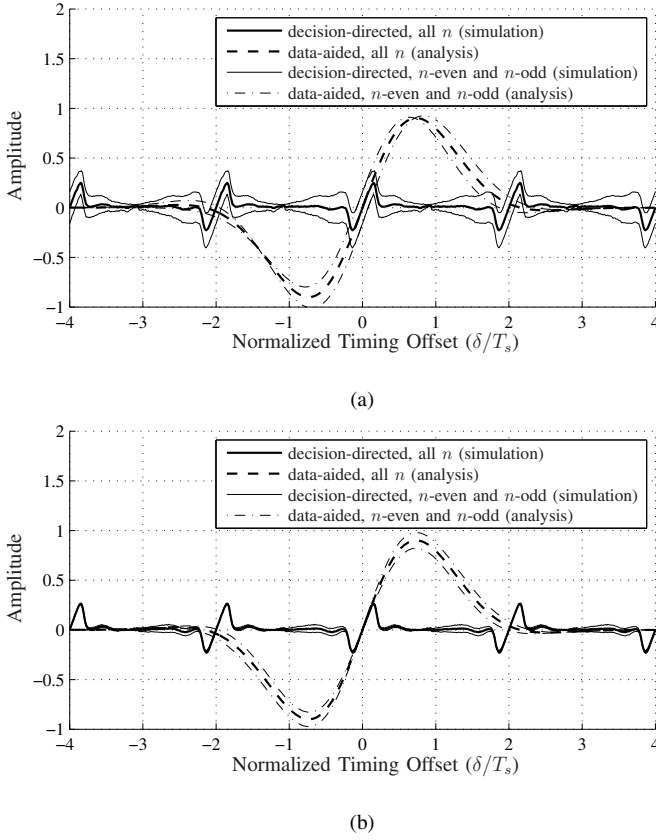 2
decision-directed, all n (simulation)
data-aided, all n (analysis)
1.5
decision-directed, n-even and n-odd (simulation)
data-aided, n-even and n-odd (analysis)
1
0.5
0
−0.5
−1
Amplitude
−4 −3 −2 −1 0 1 2 3 4
Normalized Timing Offset (δ/T_s)
(a)
2
decision-directed, all n (simulation)
data-aided, all n (analysis)
1.5
decision-directed, n-even and n-odd (simulation)
data-aided, n-even and n-odd (analysis)
1
0.5
0
−0.5
−1
Amplitude
−4 −3 −2 −1 0 1 2 3 4
Normalized Timing Offset (δ/T_s)
(b)